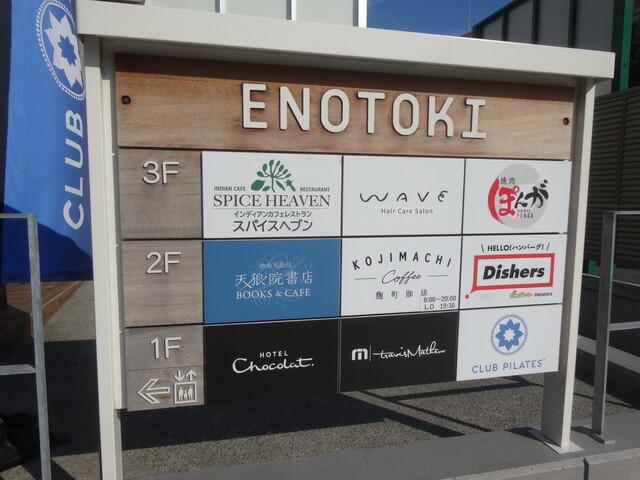 ENOTOKI
CLUB
3F
INDIAN CAFE RESTAURANT
SPICE HEAVEN
インディアンカフェレストラン
スパイスヘブン
WAVE
Hair Care Salon
焼肉
ぽんが
PONGA
2F
天狼院書店
BOOKS & CAFE
KOJIMACHI
Coffee
麹町珈琲
8:00~20:00
L.O 19:30
HELLO!ハンバーグ!
Dishers
PRESENTS
1F
HOTEL
Chocolat.
m travisMathew
CLUB PILATES